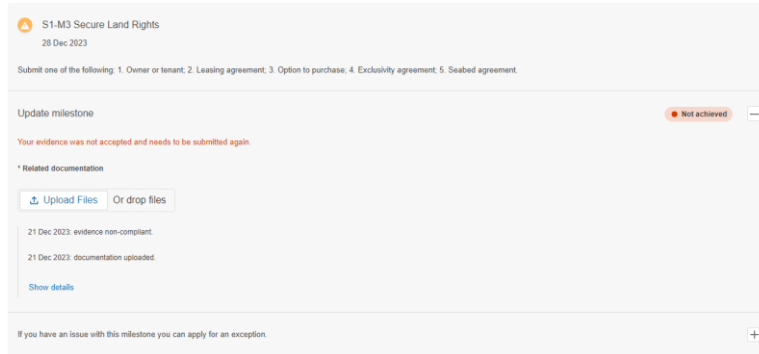 S1-M3 Secure Land Rights
28 Dec 2023
Submit one of the following: 1. Owner or tenant; 2. Leasing agreement; 3. Option to purchase; 4. Exclusivity agreement; 5. Seabed agreement.
Update milestone
Not achieved
Your evidence was not accepted and needs to be submitted again.
* Related documentation
Upload Files Or drop files
21 Dec 2023: evidence non-compliant.
21 Dec 2023: documentation uploaded.
Show details
If you have an issue with this milestone you can apply for an exception.